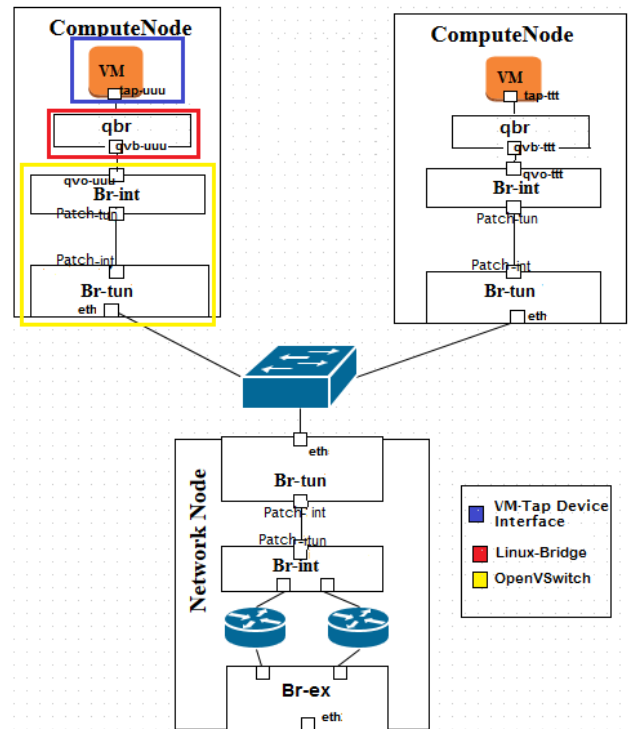 ComputeNode
VM
tap-uuu
qbr
qvb-uuu
qvo-uuu
Br-int
Patch-tun
Patch-int
Br-tun
eth
ComputeNode
VM
tap-ttt
qbr
qvb-ttt
qvo-ttt
Br-int
Patch-tun
Patch-int
Br-tun
eth
Network Node
eth
Br-tun
Patch- int
Patch-tun
Br-int
Br-ex
eth
VM-Tap Device
Interface
Linux-Bridge
OpenVSwitch